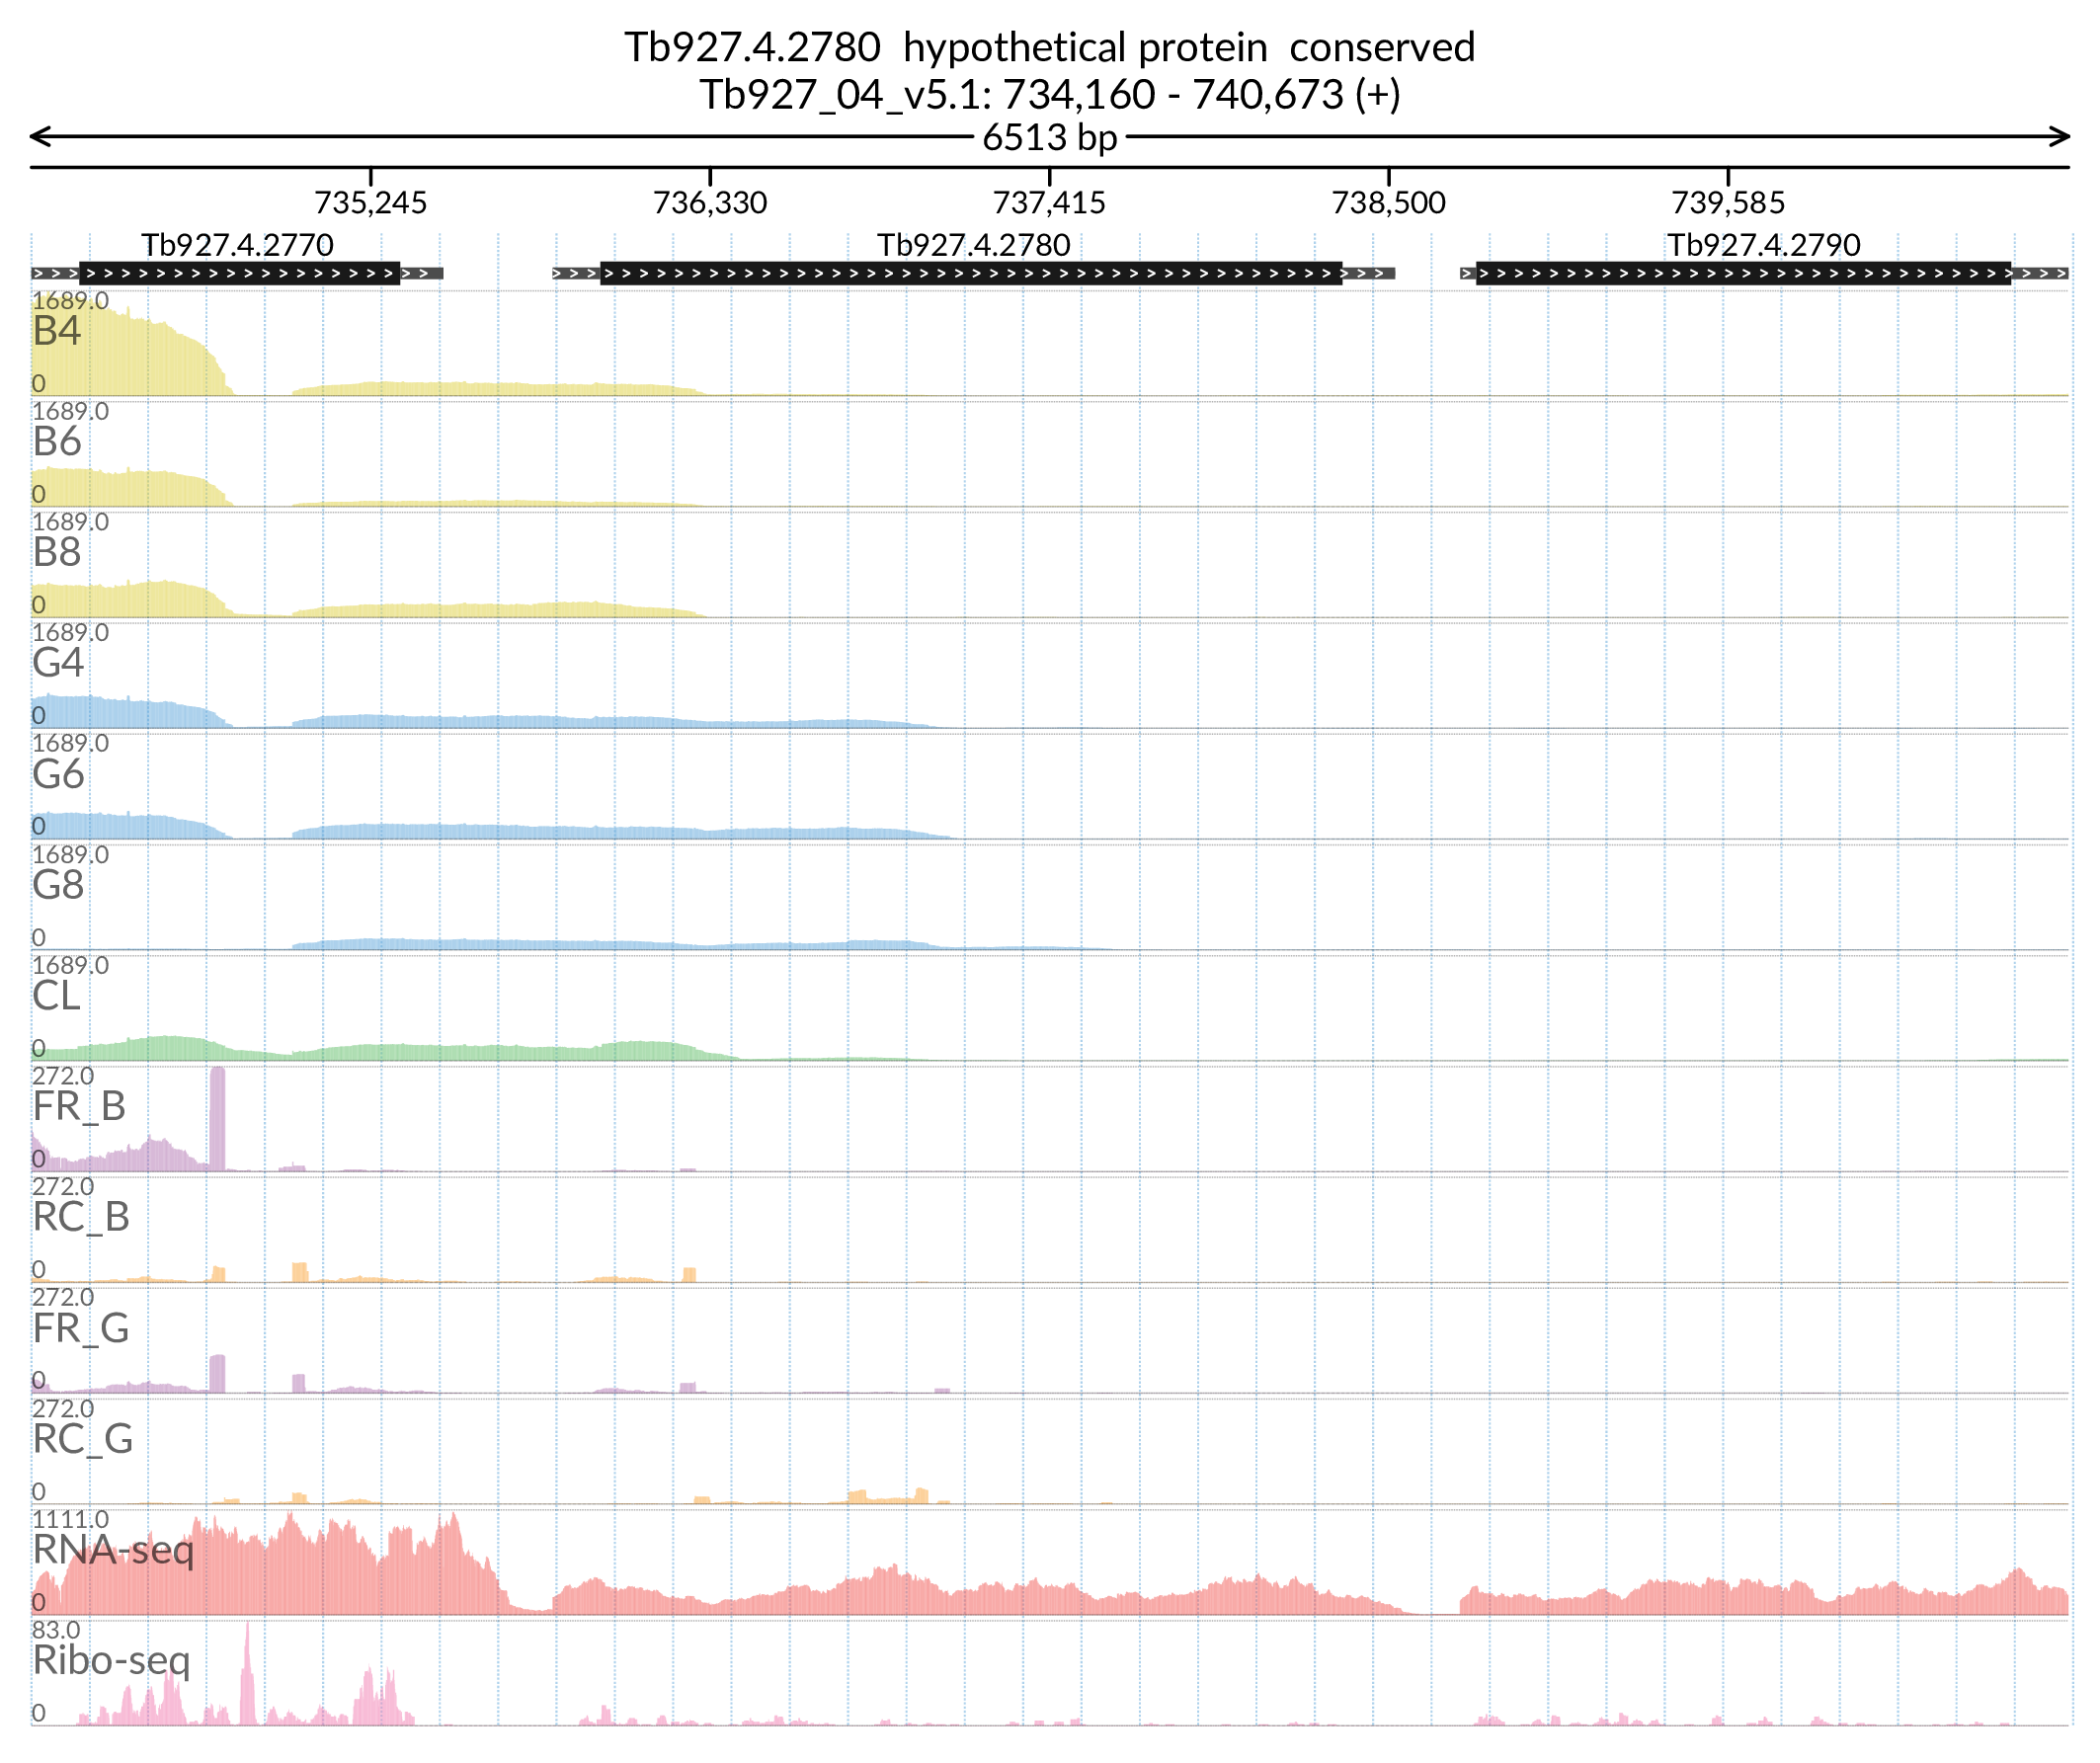 Tb927.4.2780  hypothetical protein  conserved
Tb927_04_v5.1: 734,160 - 740,673 (+)
6513 bp
735,245 736,330 737,415 738,500 739,585
Tb927.4.2770 Tb927.4.2780 Tb927.4.2790
1689.0
B4
0
1689.0
B6
0
1689.0
B8
0
1689.0
G4
0
1689.0
G6
0
1689.0
G8
0
1689.0
CL
0
272.0
FR_B
0
272.0
RC_B
0
272.0
FR_G
0
272.0
RC_G
0
1111.0
RNA-seq
0
83.0
Ribo-seq
0